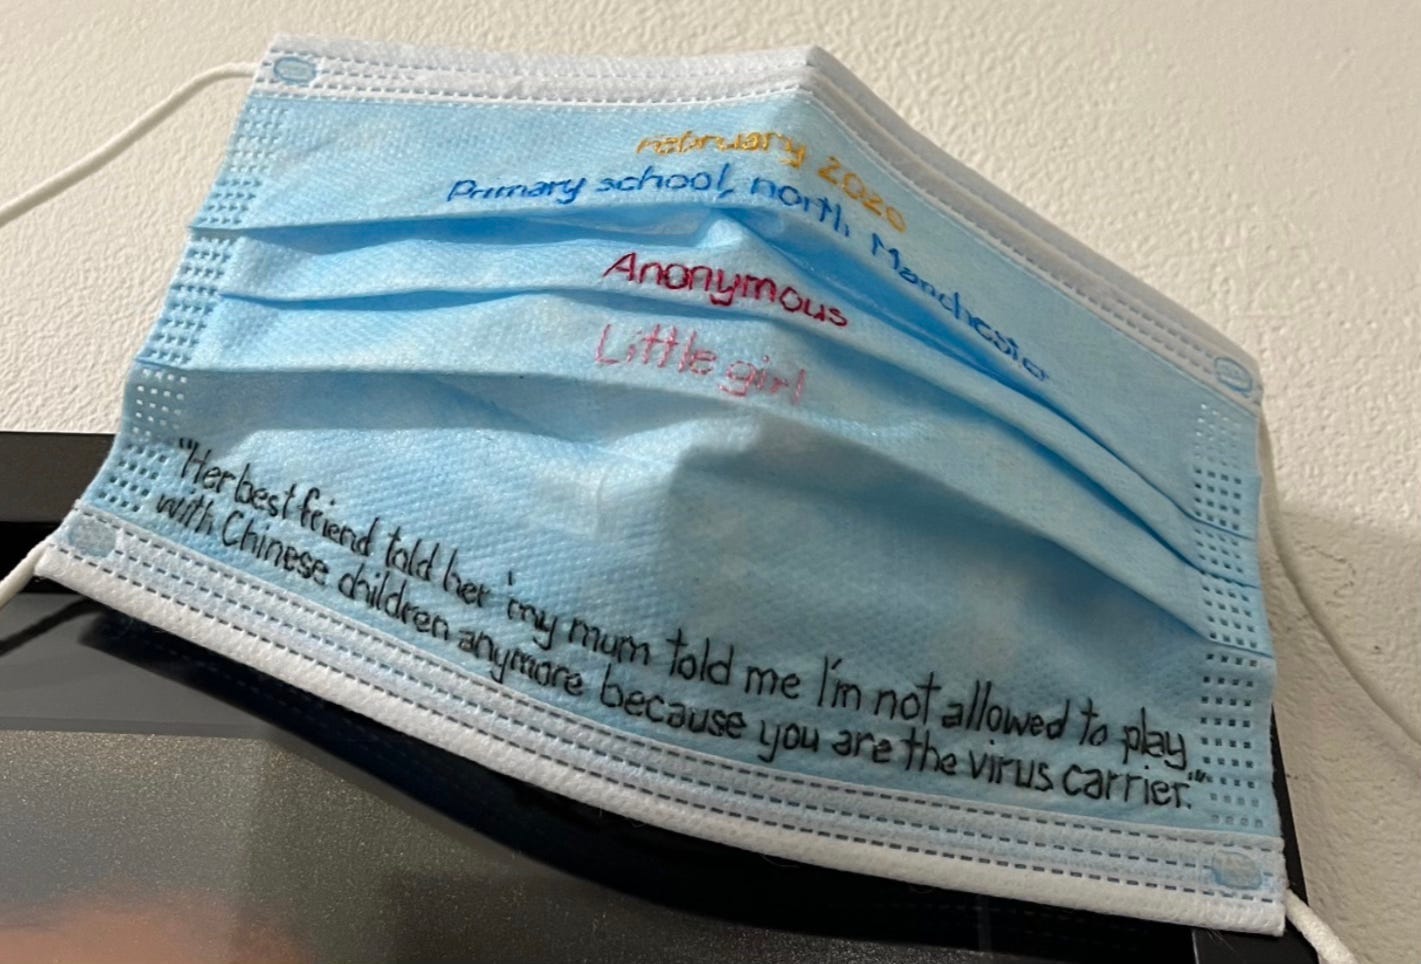 February 2020
Primary school, north Manchester
Anonymous
Little girl
"Her best friend told her 'my mum told me I'm not allowed to play
with Chinese children anymore because you are the virus carrier.'"